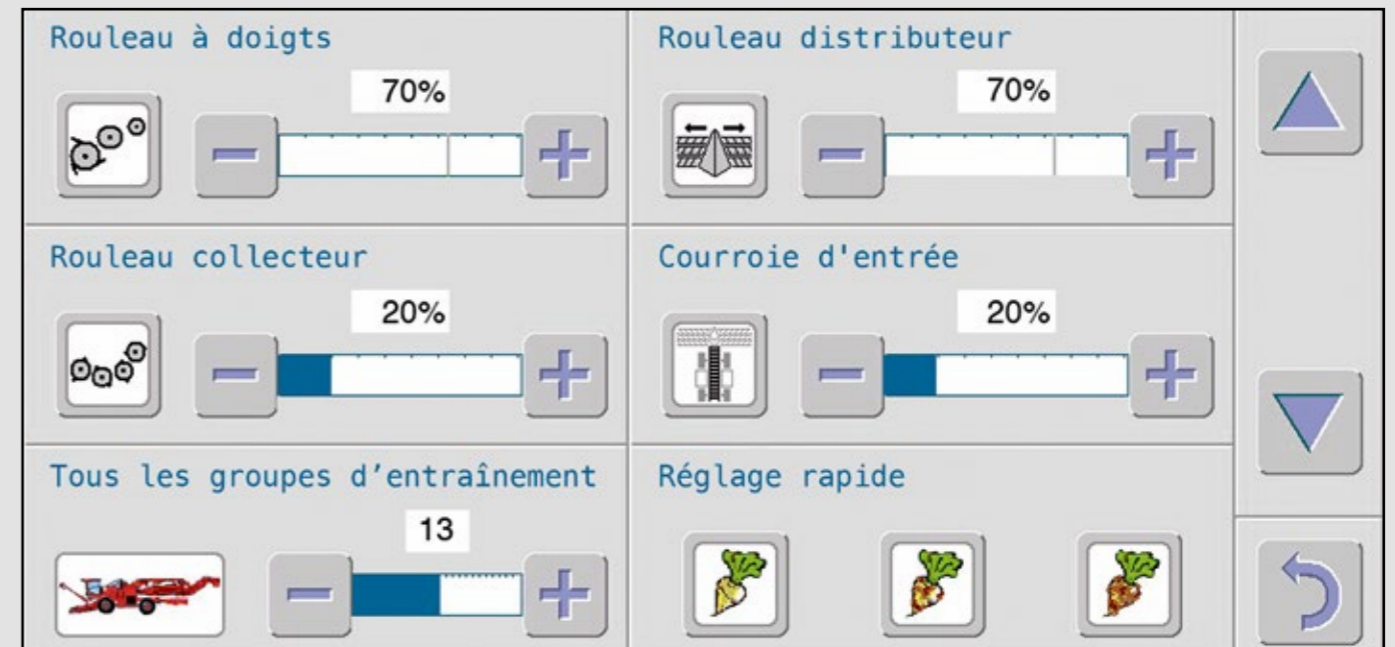 Rouleau à doigts
70%
Rouleau distributeur
70%
Rouleau collecteur
20%
Courroie d'entrée
20%
Tous les groupes d’entraînement
13
Réglage rapide